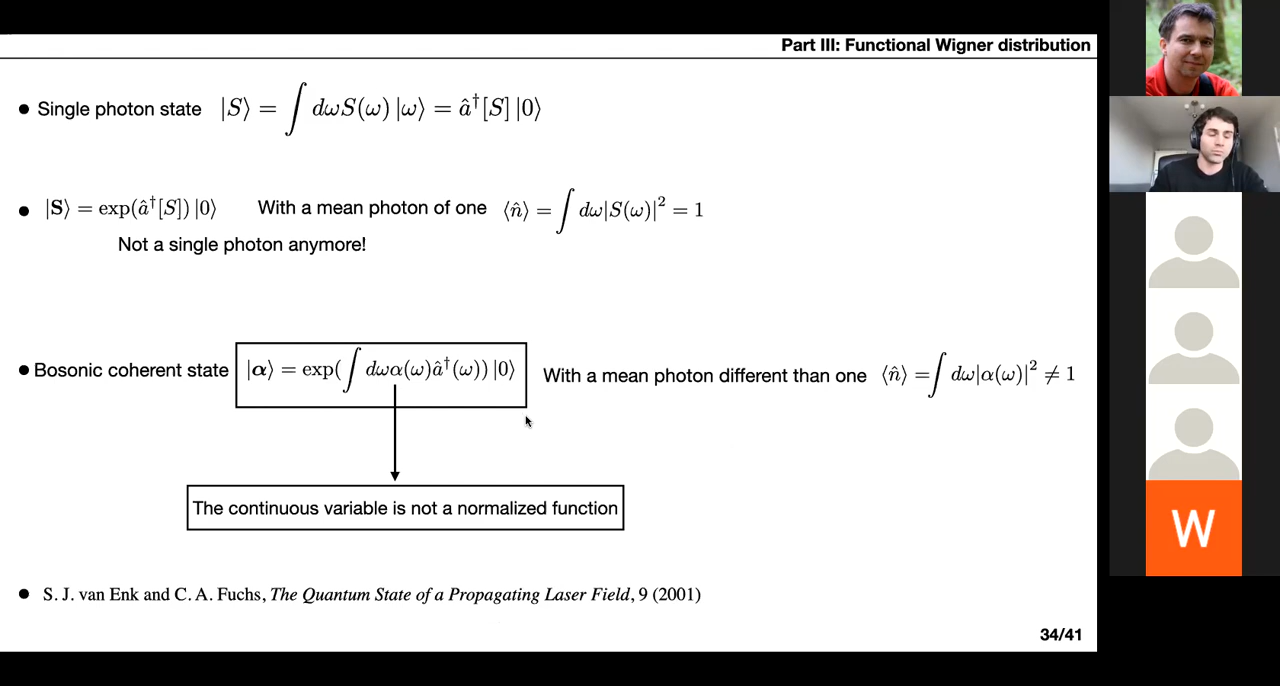 Part III: Functional Wigner distribution
● Single photon state |S⟩ = ∫ dωS(ω) |ω⟩ = â†[S] |0⟩
● |𝐒⟩ = exp(â†[S]) |0⟩ With a mean photon of one ⟨n̂⟩ = ∫ dω|S(ω)|² = 1
Not a single photon anymore!
● Bosonic coherent state |𝜶⟩ = exp(∫ dωα(ω)â†(ω)) |0⟩ With a mean photon different than one ⟨n̂⟩ = ∫ dω|α(ω)|² ≠ 1
The continuous variable is not a normalized function
● S. J. van Enk and C. A. Fuchs, The Quantum State of a Propagating Laser Field, 9 (2001)
34/41
W